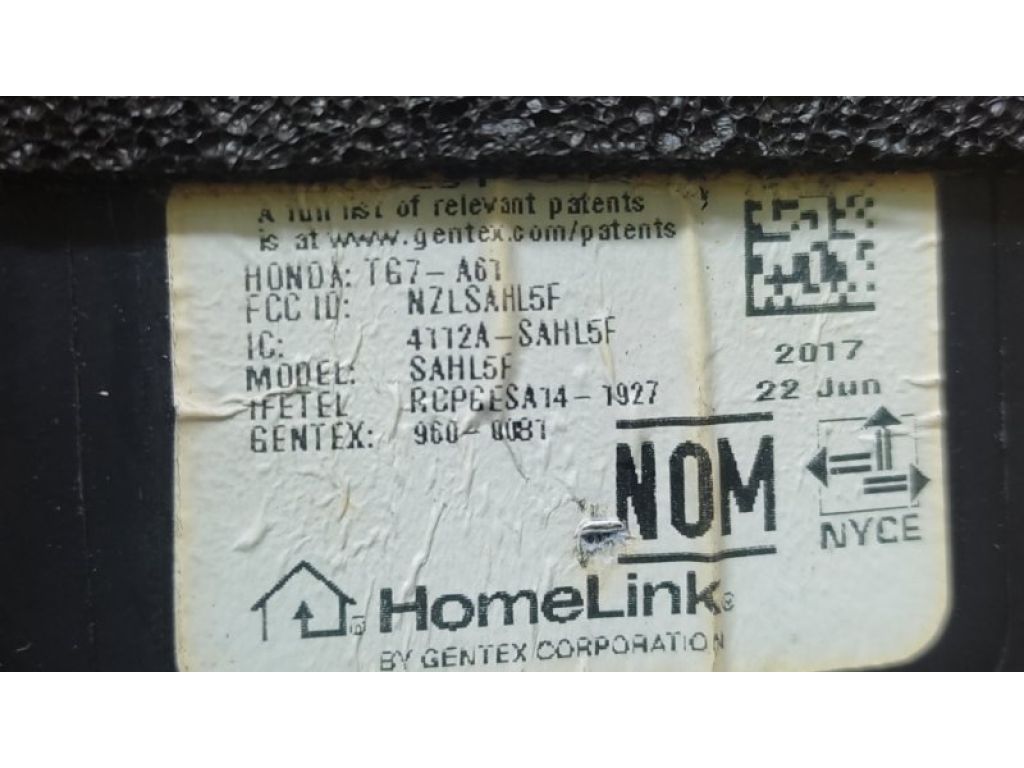 A full list of relevant patents
is at www.gentex.com/patents
HONDA: TG7-A61
FCC ID: NZLSAHL5F
IC: 4112A-SAHL5F
MODEL: SAHL5F
IFETEL RCPGESA14-1927
GENTEX: 960-0081
2017
22 Jun
NOM
NYCE
HomeLink®
BY GENTEX CORPORATION